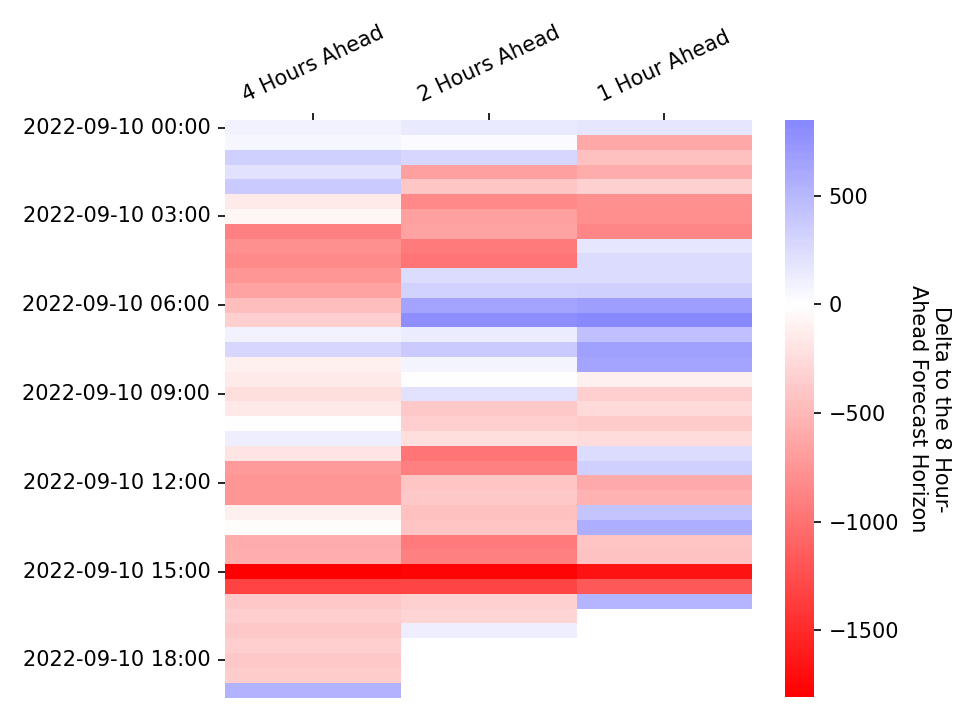 4 Hours Ahead
2 Hours Ahead
1 Hour Ahead
2022-09-10 00:00
2022-09-10 03:00
2022-09-10 06:00
2022-09-10 09:00
2022-09-10 12:00
2022-09-10 15:00
2022-09-10 18:00
500
0
−500
−1000
−1500
Delta to the 8 Hour-
Ahead Forecast Horizon